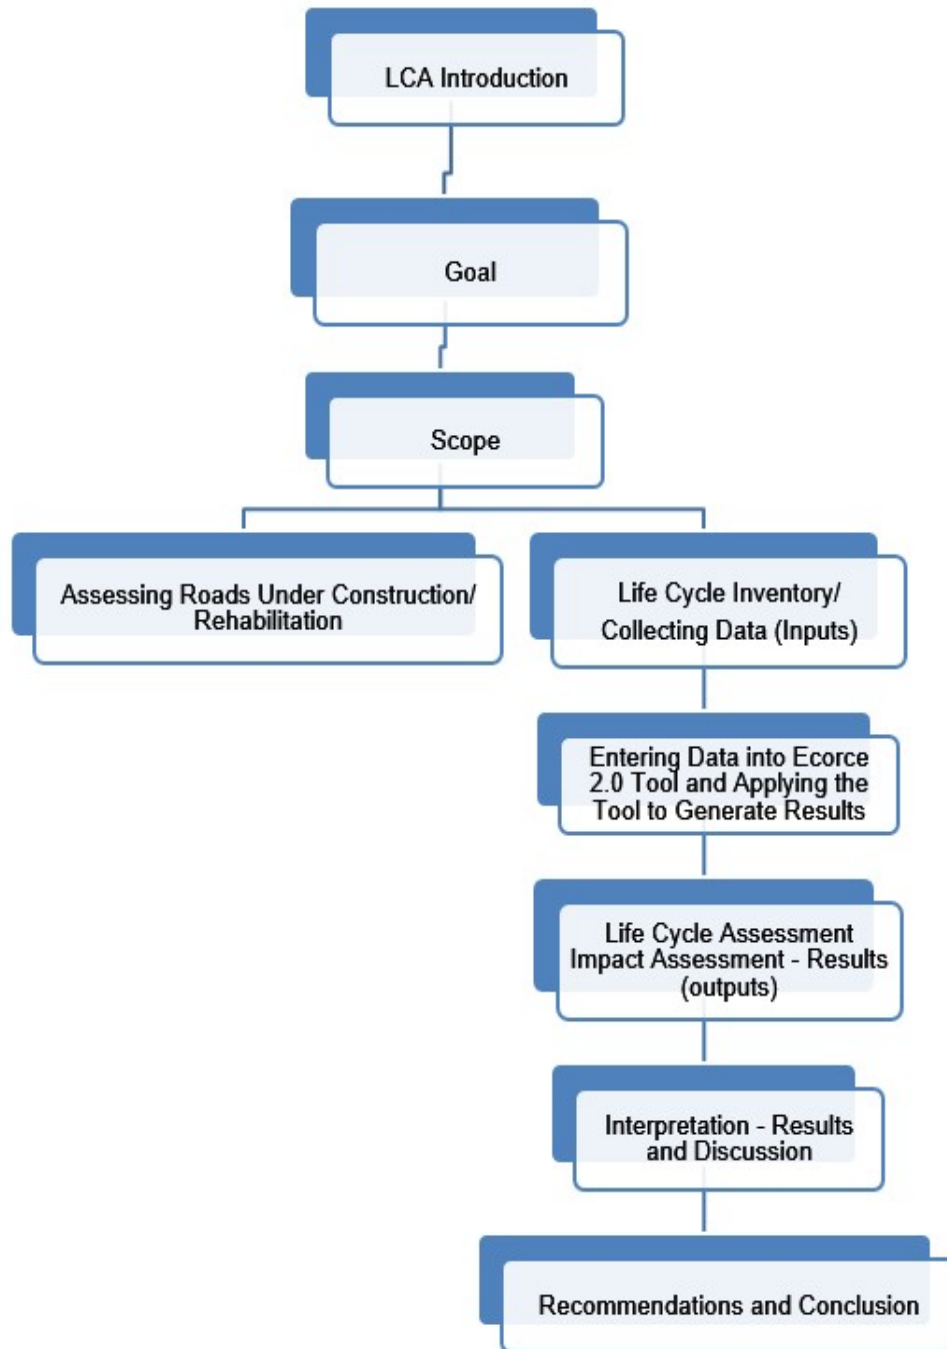 LCA Introduction
Goal
Scope
Assessing Roads Under Construction/
Rehabilitation
Life Cycle Inventory/
Collecting Data (Inputs)
Entering Data into Ecorce
2.0 Tool and Applying the
Tool to Generate Results
Life Cycle Assessment
Impact Assessment - Results
(outputs)
Interpretation - Results
and Discussion
Recommendations and Conclusion